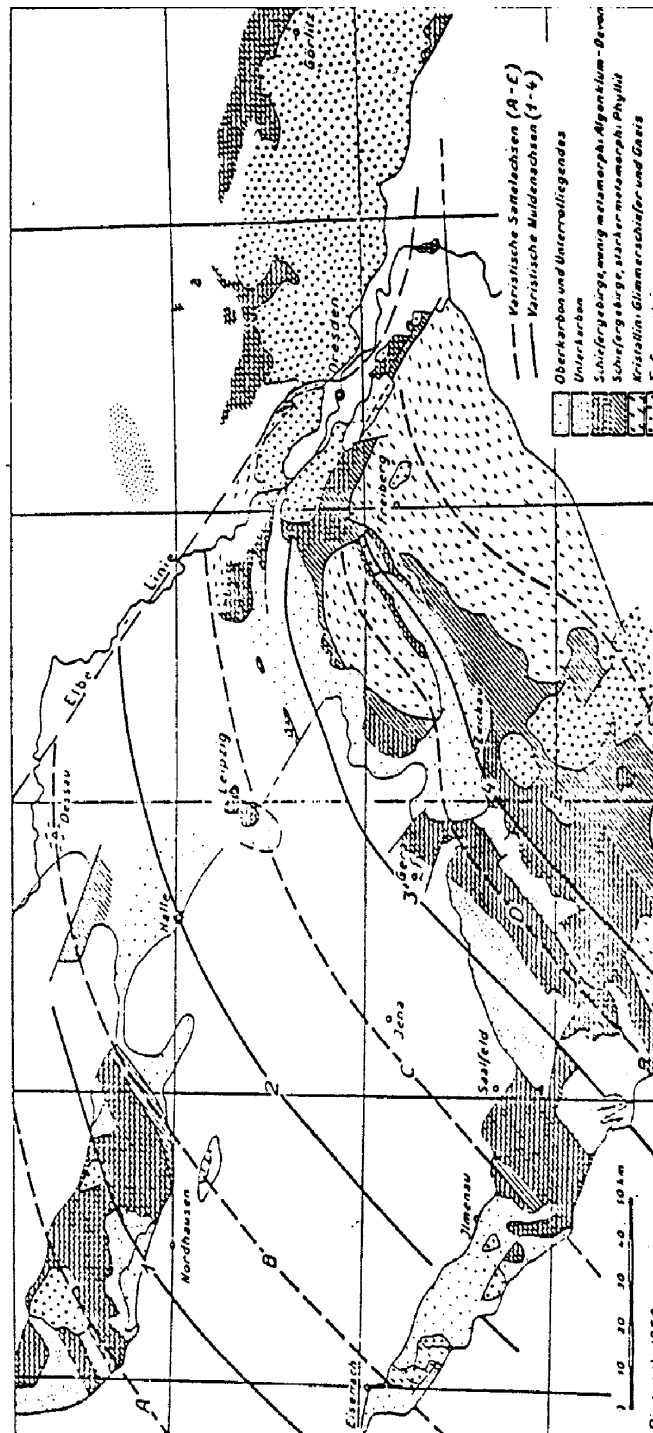 Görlitz
Dresden
Elbe
Linie
Freiberg
Dessau
Leipzig
Halle
Zwickau
Gera
3
4
D
Jena
C
Saalfeld
2
Ilmenau
Nordhausen
B
1
A
Eisenach
Varistische Sattelachsen (A-E)
Varistische Muldenachsen (1-4)
Oberkarbon und Unterrotliegendes
Unterkarbon
Schiefergebirge, wenig metamorph: Algonkium-Devon
Schiefergebirge, stärker metamorph: Phyllit
Kristallin: Glimmerschiefer und Gneis
10 20 30 40 50 km